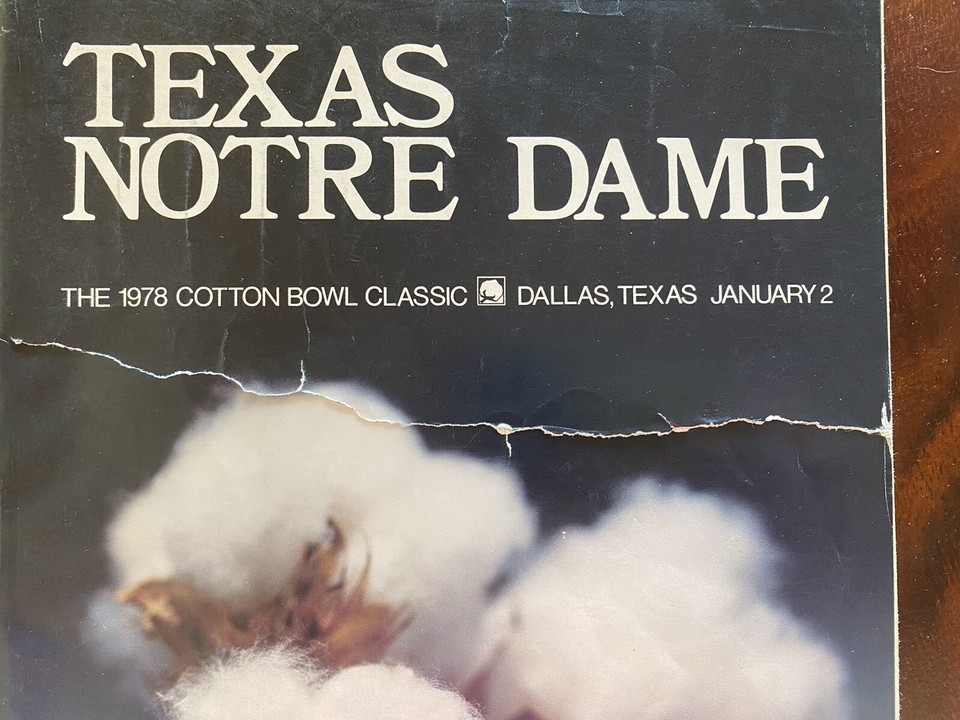 TEXAS
NOTRE DAME
THE 1978 COTTON BOWL CLASSIC DALLAS, TEXAS JANUARY 2